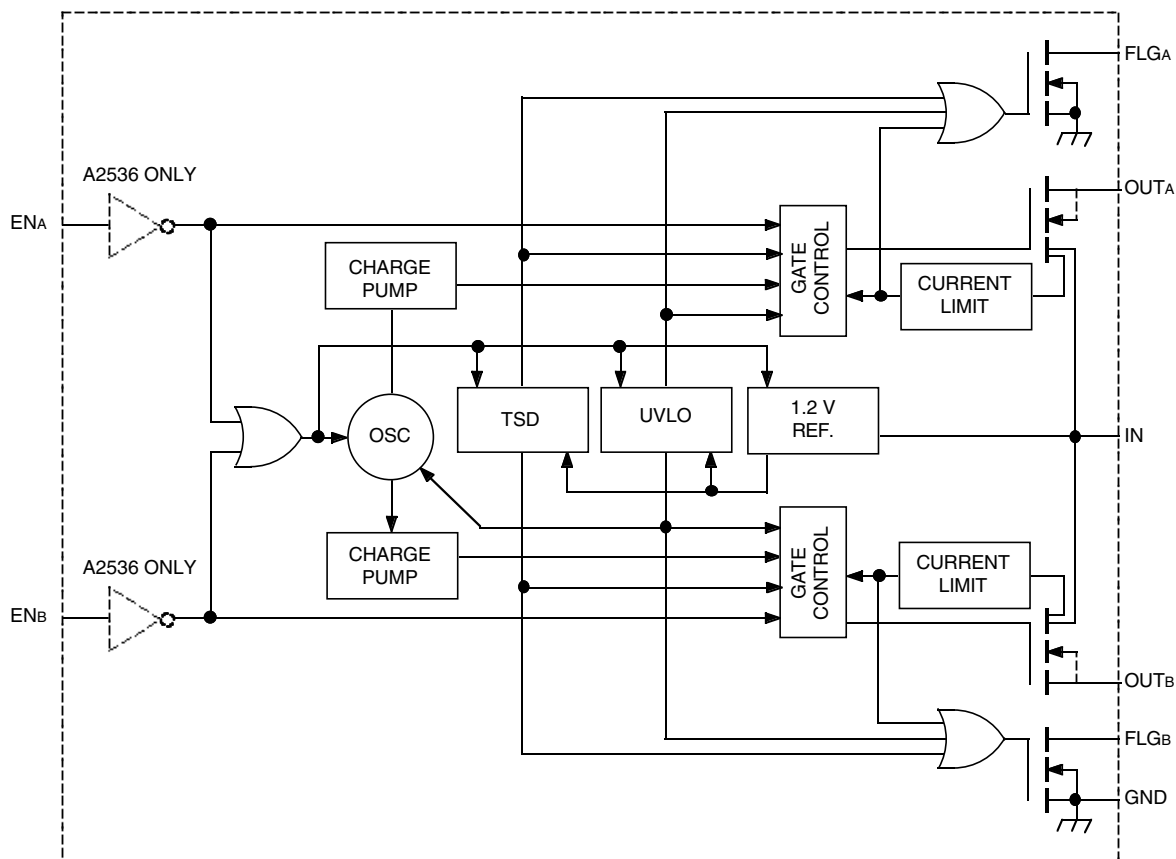 FLGA
A2536 ONLY
OUTA
ENA
CHARGE
PUMP
GATE
CONTROL
CURRENT
LIMIT
OSC
TSD
UVLO
1.2 V
REF.
IN
CHARGE
PUMP
GATE
CONTROL
CURRENT
LIMIT
A2536 ONLY
ENB
OUTB
FLGB
GND